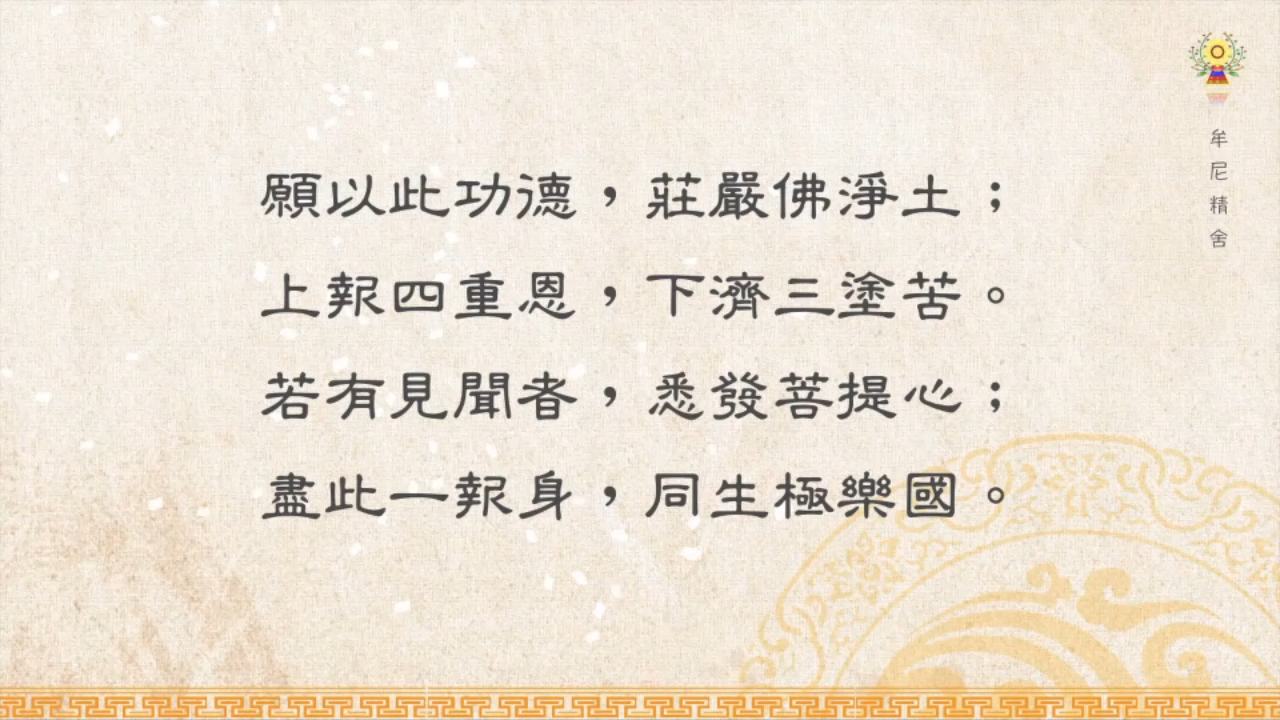 願以此功德，莊嚴佛淨土；
上報四重恩，下濟三塗苦。
若有見聞者，悉發菩提心；
盡此一報身，同生極樂國。
牟尼精舍